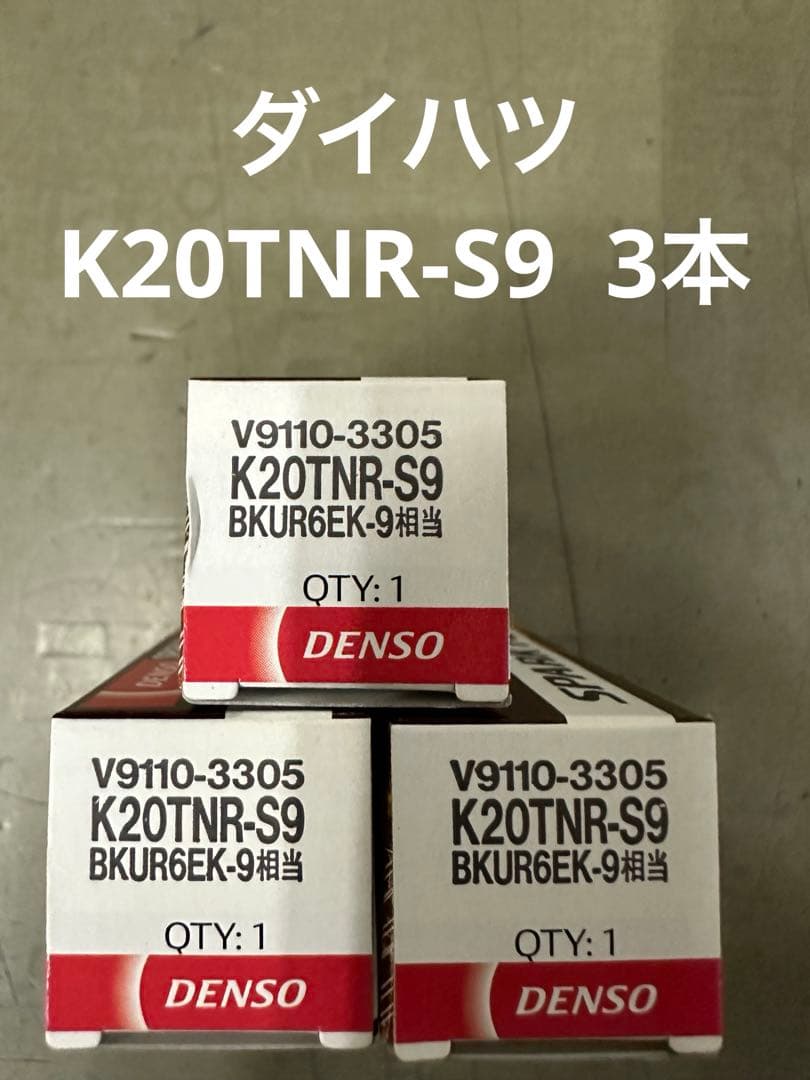 ダイハツ
K20TNR-S9 3本
V9110-3305
K20TNR-S9
BKUR6EK-9相当
QTY: 1
DENSO
DENSO
V9110-3305
K20TNR-S9
BKUR6EK-9相当
QTY: 1
DENSO
V9110-3305
K20TNR-S9
BKUR6EK-9相当
QTY: 1
DENSO